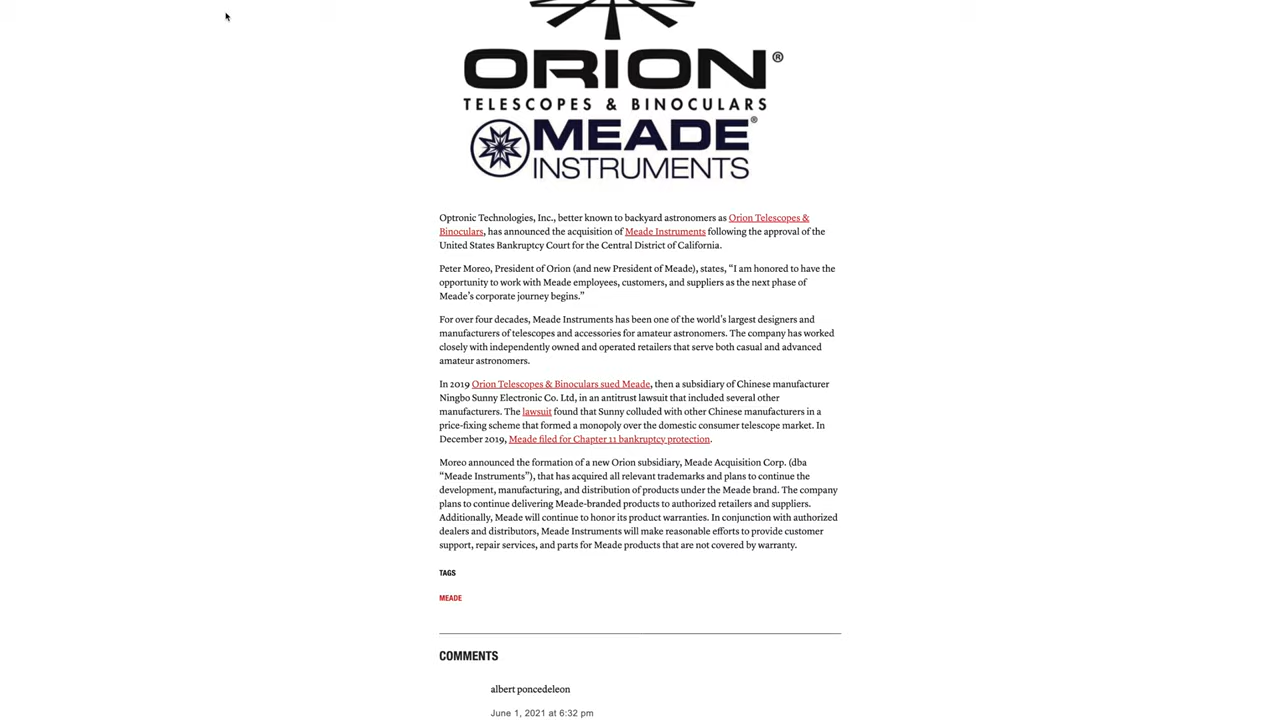 ORION®
TELESCOPES & BINOCULARS
MEADE®
INSTRUMENTS
Optronic Technologies, Inc., better known to backyard astronomers as Orion Telescopes &
Binoculars, has announced the acquisition of Meade Instruments following the approval of the
United States Bankruptcy Court for the Central District of California.
Peter Moreo, President of Orion (and new President of Meade), states, “I am honored to have the
opportunity to work with Meade employees, customers, and suppliers as the next phase of
Meade’s corporate journey begins.”
For over four decades, Meade Instruments has been one of the world’s largest designers and
manufacturers of telescopes and accessories for amateur astronomers. The company has worked
closely with independently owned and operated retailers that serve both casual and advanced
amateur astronomers.
In 2019 Orion Telescopes & Binoculars sued Meade, then a subsidiary of Chinese manufacturer
Ningbo Sunny Electronic Co. Ltd, in an antitrust lawsuit that included several other
manufacturers. The lawsuit found that Sunny colluded with other Chinese manufacturers in a
price-fixing scheme that formed a monopoly over the domestic consumer telescope market. In
December 2019, Meade filed for Chapter 11 bankruptcy protection.
Moreo announced the formation of a new Orion subsidiary, Meade Acquisition Corp. (dba
“Meade Instruments”), that has acquired all relevant trademarks and plans to continue the
development, manufacturing, and distribution of products under the Meade brand. The company
plans to continue delivering Meade-branded products to authorized retailers and suppliers.
Additionally, Meade will continue to honor its product warranties. In conjunction with authorized
dealers and distributors, Meade Instruments will make reasonable efforts to provide customer
support, repair services, and parts for Meade products that are not covered by warranty.
TAGS
MEADE
COMMENTS
albert poncedeleon
June 1, 2021 at 6:32 pm